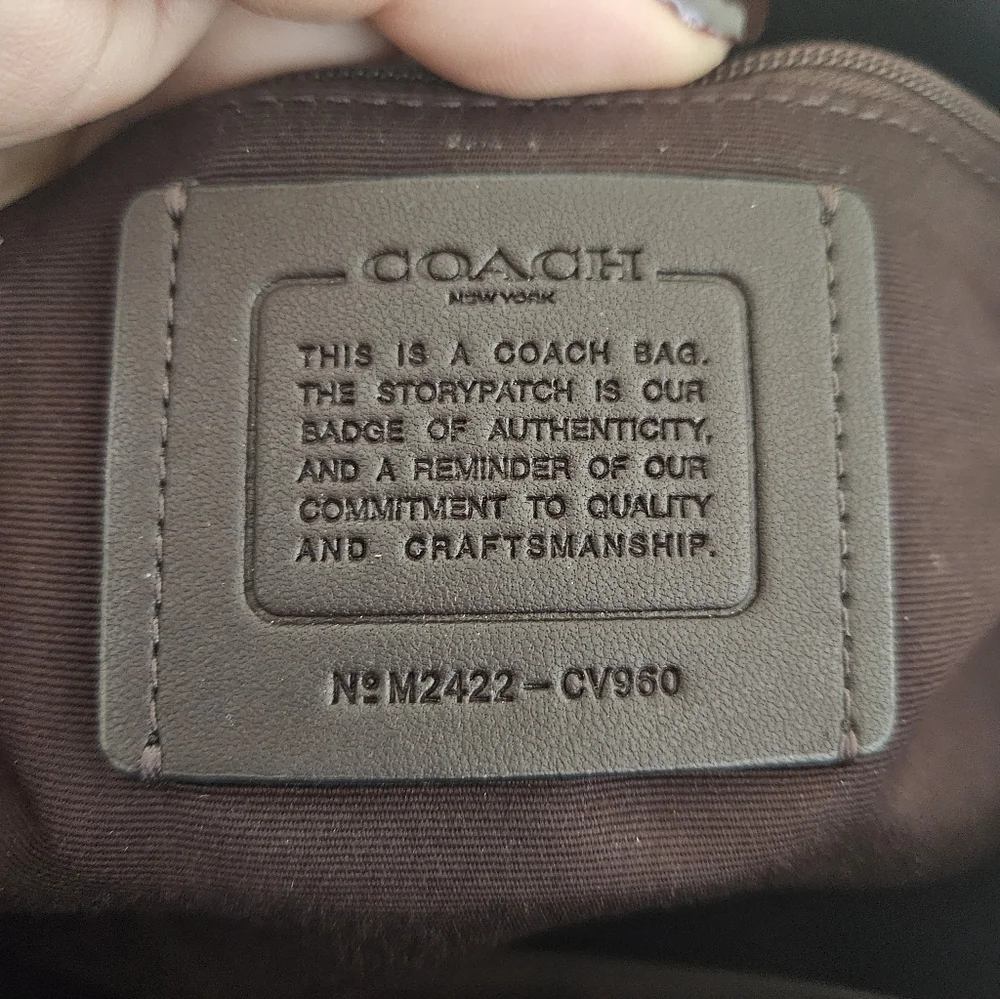 COACH
NEW YORK
THIS IS A COACH BAG.
THE STORYPATCH IS OUR
BADGE OF AUTHENTICITY,
AND A REMINDER OF OUR
COMMITMENT TO QUALITY
AND CRAFTSMANSHIP.
Nº M2422-CV960